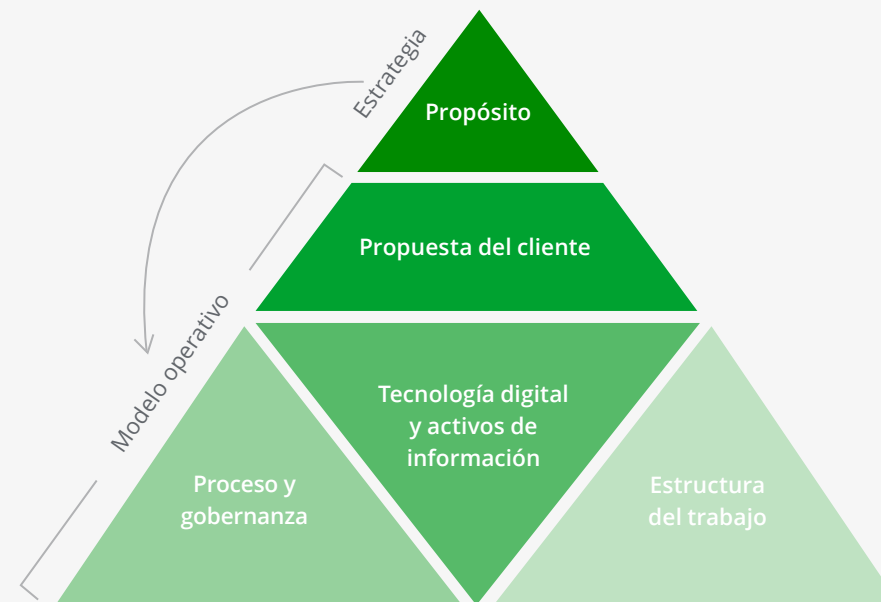 Estrategia
Propósito
Propuesta del cliente
Modelo operativo
Tecnología digital
y activos de
información
Proceso y
gobernanza
Estructura
del trabajo